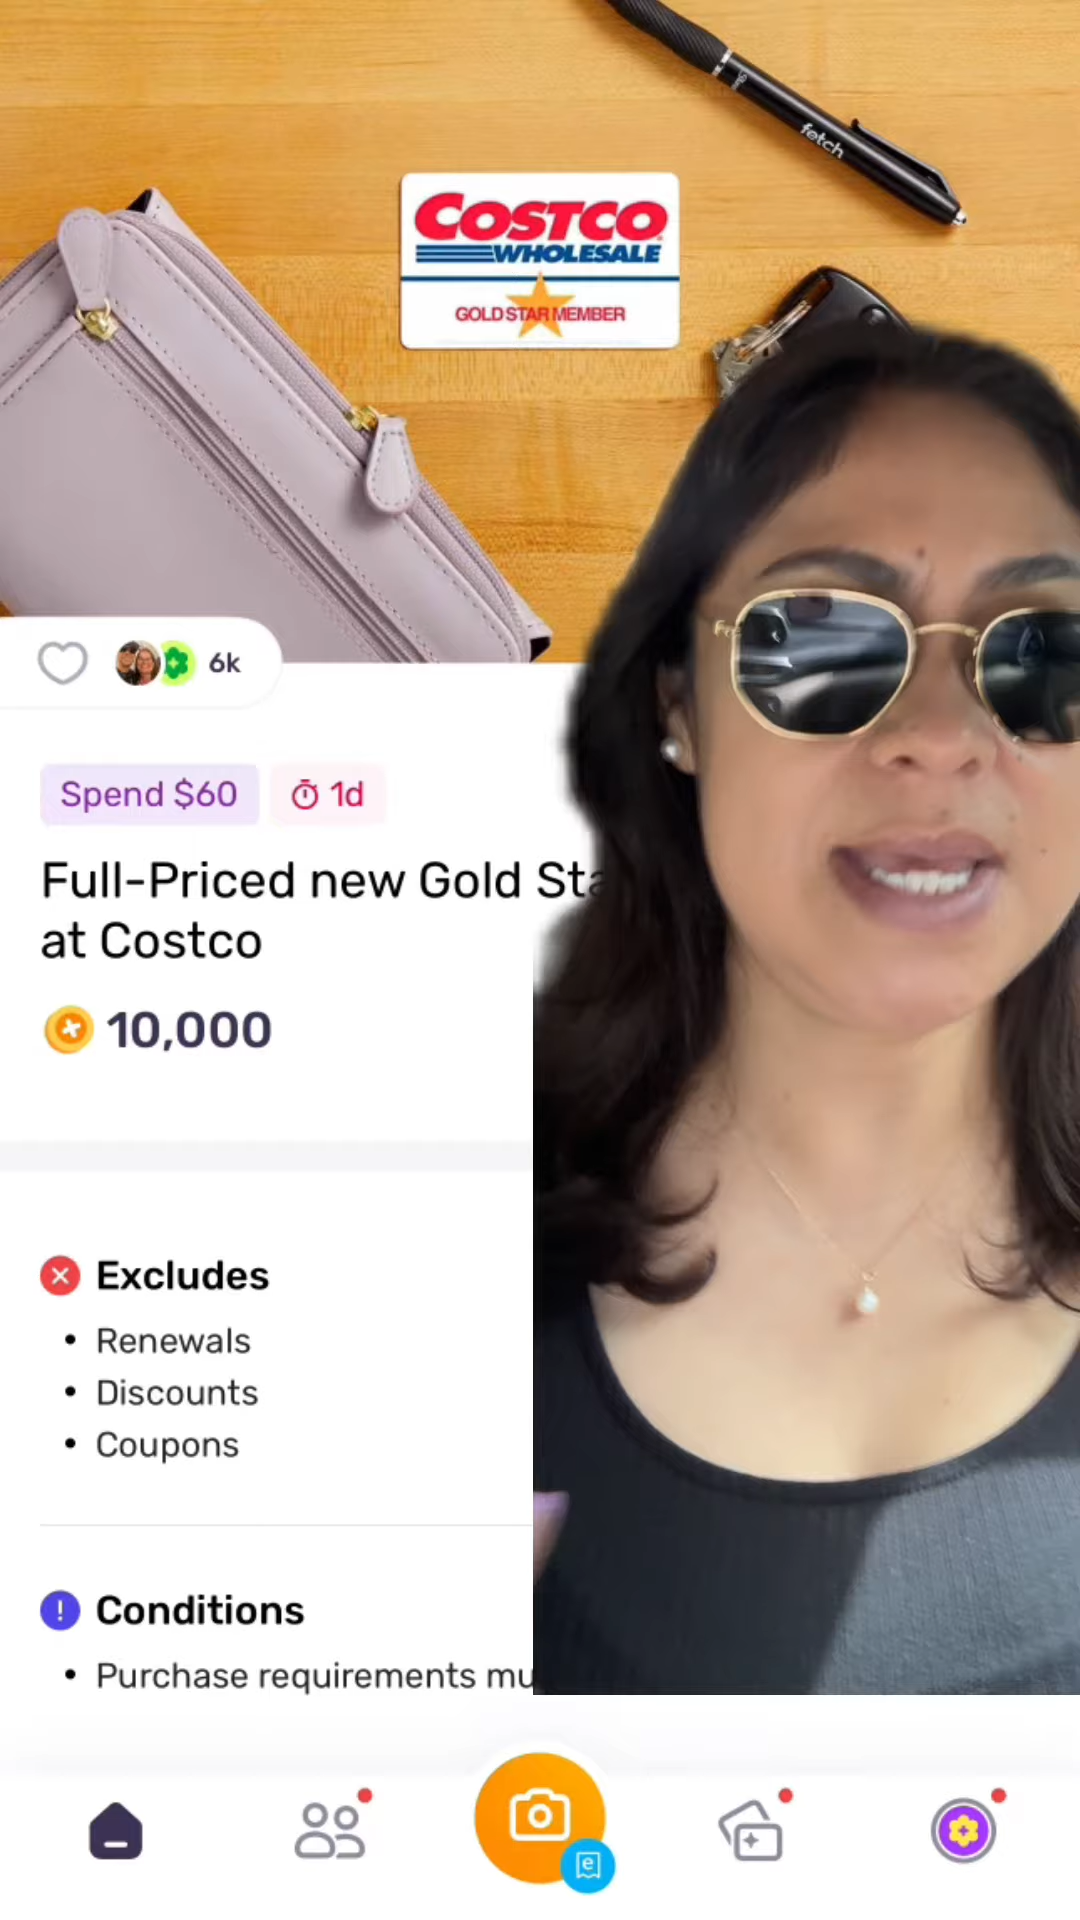 fetch
COSTCO
WHOLESALE
GOLD STAR MEMBER
6k
Spend $60
1d
Full-Priced new Gold Sta
at Costco
10,000
Excludes
• Renewals
• Discounts
• Coupons
Conditions
• Purchase requirements mu
e